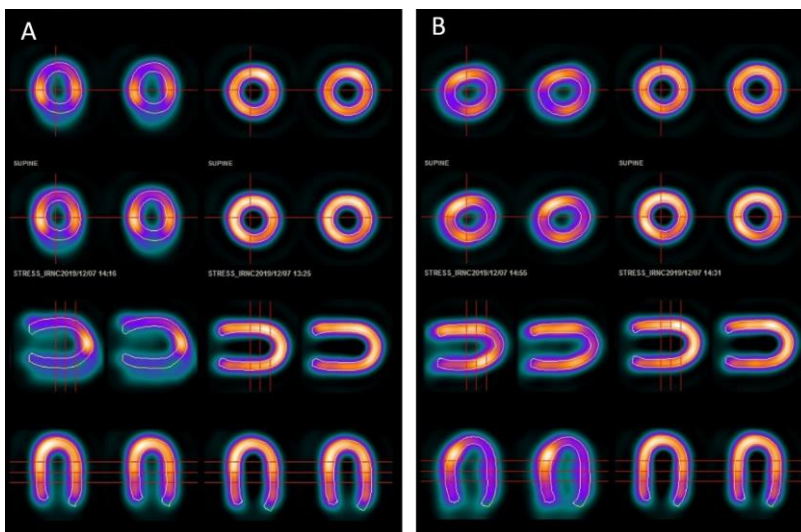 A
SUPINE
SUPINE
STRESS_IRNC2019/12/07 14:16
STRESS_IRNC2019/12/07 13:25
B
SUPINE
SUPINE
STRESS_IRNC2019/12/07 14:55
STRESS_IRNC2019/12/07 14:31